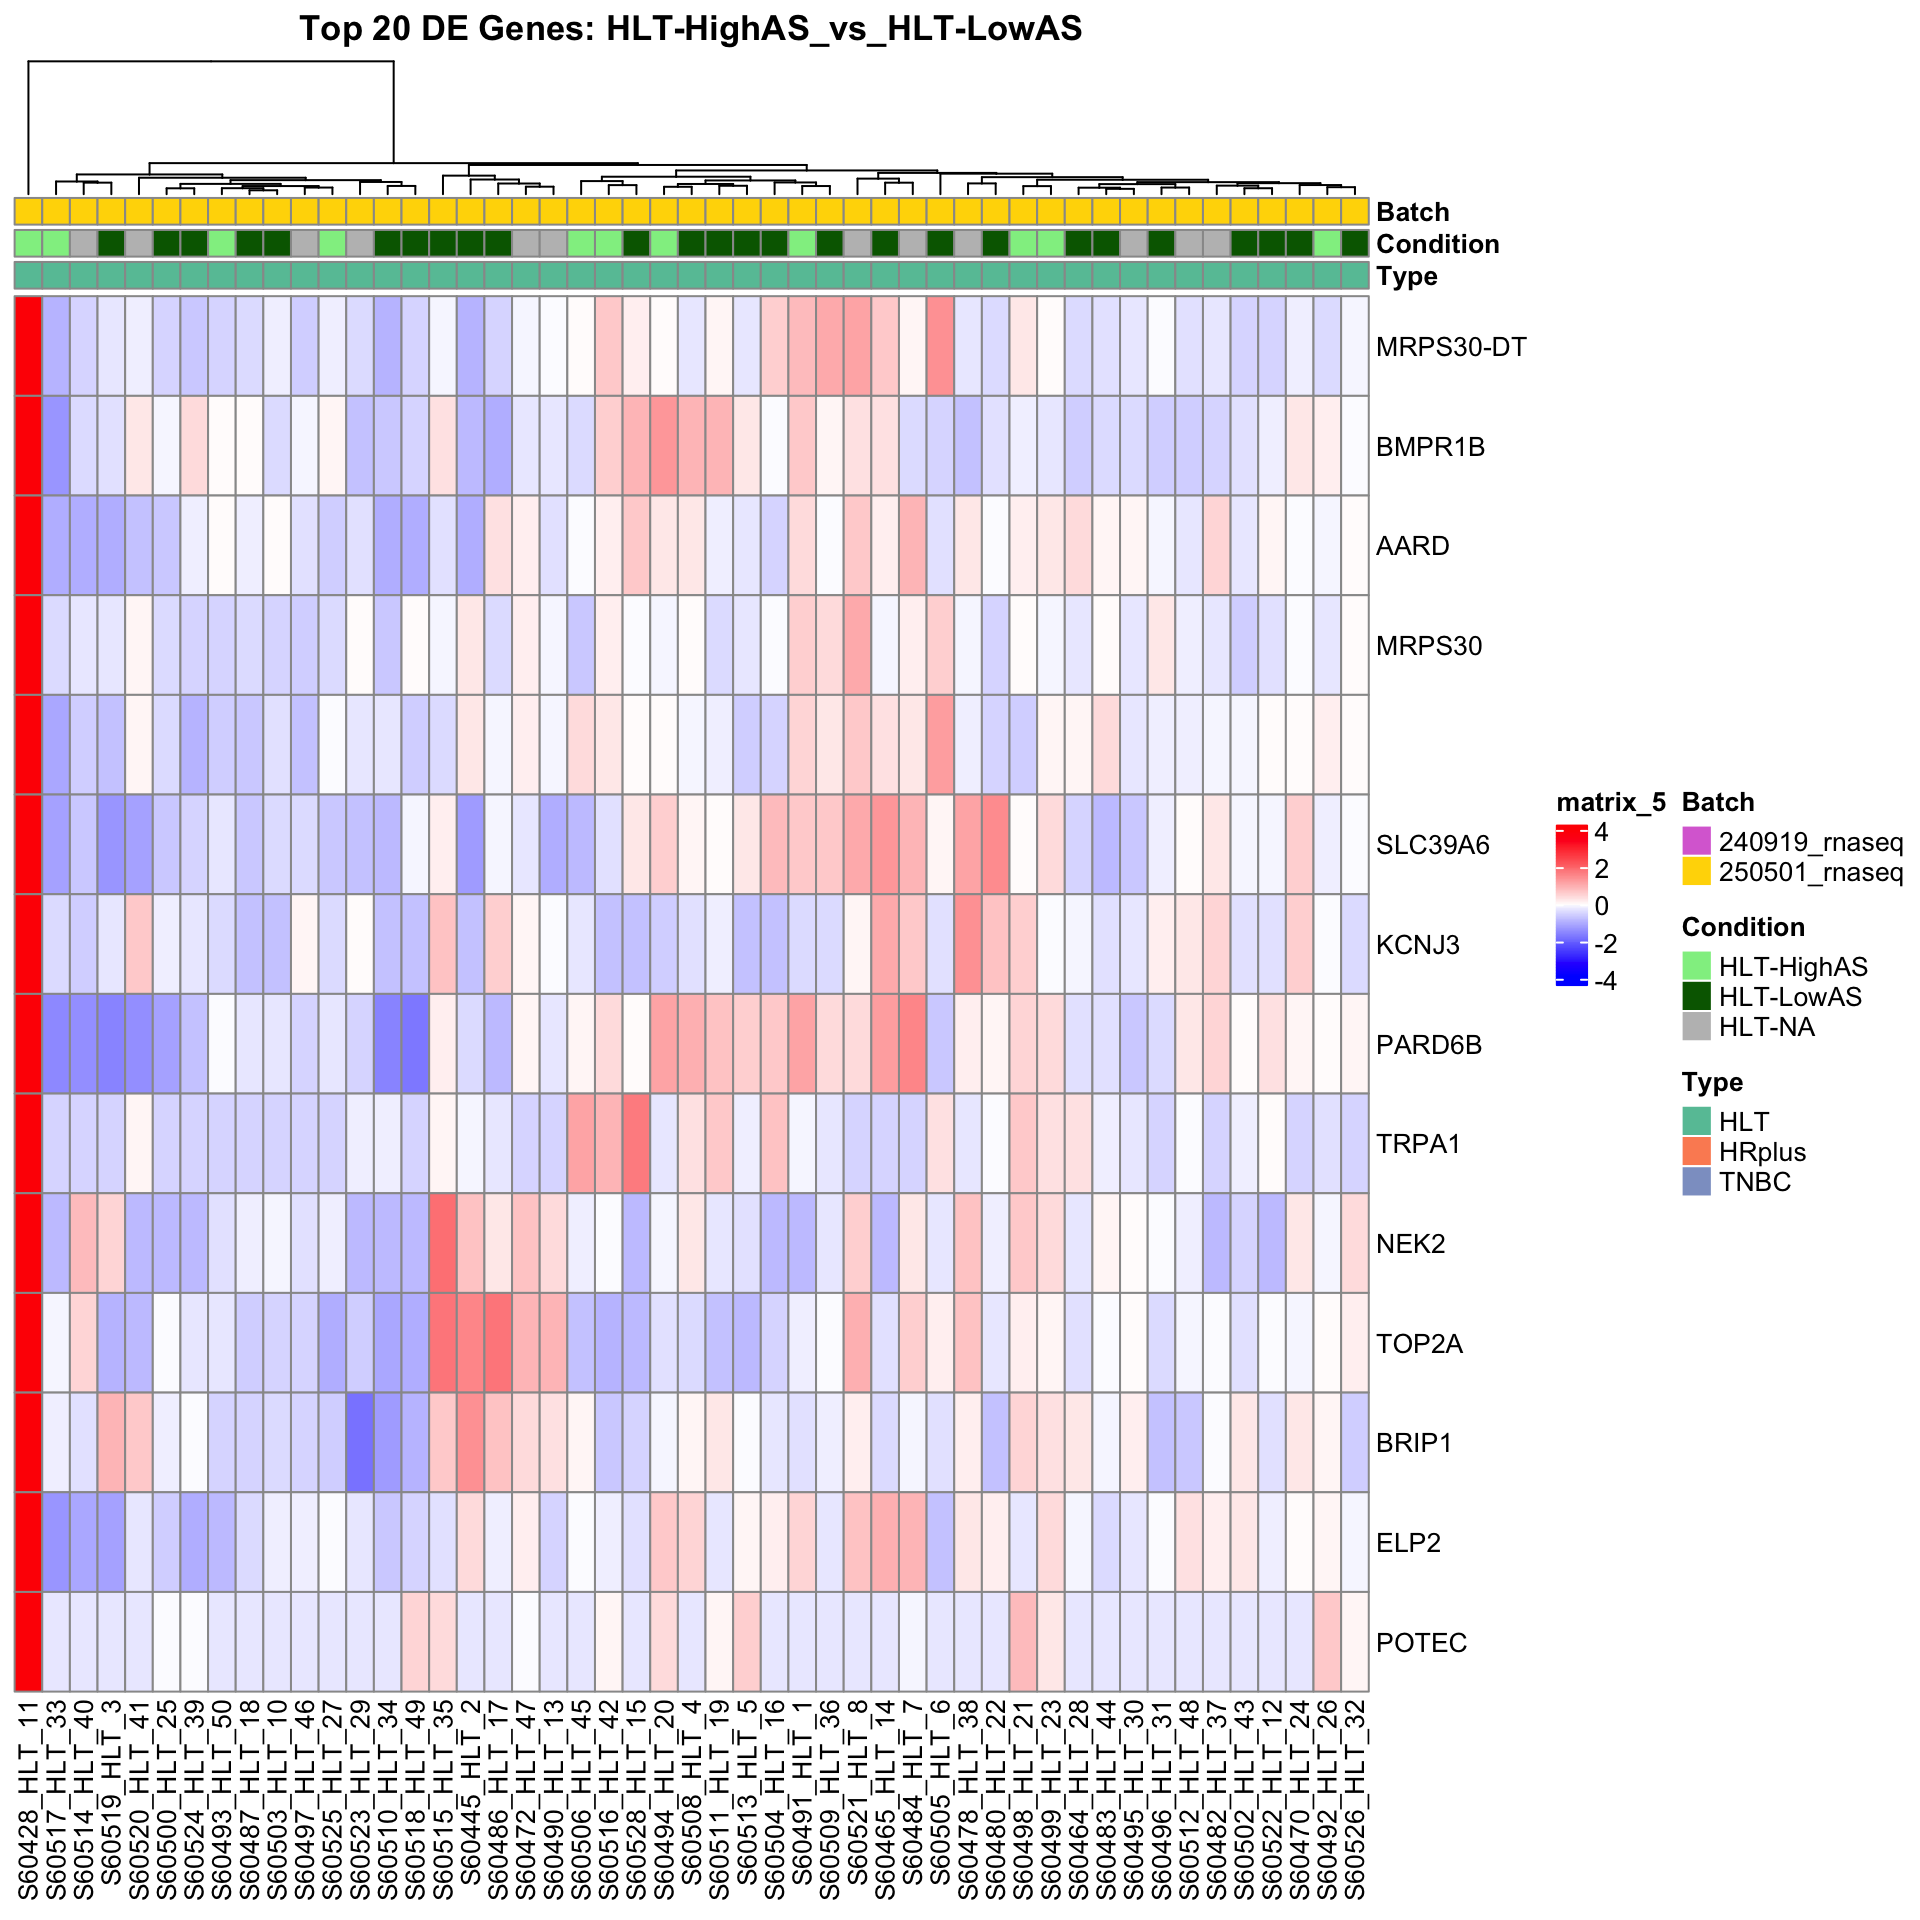 Top 20 DE Genes: HLT-HighAS_vs_HLT-LowAS
Batch
Condition
Type
MRPS30-DT
BMPR1B
AARD
MRPS30
SLC39A6
KCNJ3
PARD6B
TRPA1
NEK2
TOP2A
BRIP1
ELP2
POTEC
S60428_HLT_11
S60517_HLT_33
S60514_HLT_40
S60519_HLT_3
S60520_HLT_41
S60500_HLT_25
S60524_HLT_39
S60493_HLT_50
S60487_HLT_18
S60503_HLT_10
S60497_HLT_46
S60525_HLT_27
S60523_HLT_29
S60510_HLT_34
S60518_HLT_49
S60515_HLT_35
S60445_HLT_2
S60486_HLT_17
S60472_HLT_47
S60490_HLT_13
S60506_HLT_45
S60516_HLT_42
S60528_HLT_15
S60494_HLT_20
S60508_HLT_4
S60511_HLT_19
S60513_HLT_5
S60504_HLT_16
S60491_HLT_1
S60509_HLT_36
S60521_HLT_8
S60465_HLT_14
S60484_HLT_7
S60505_HLT_6
S60478_HLT_38
S60480_HLT_22
S60498_HLT_21
S60499_HLT_23
S60464_HLT_28
S60483_HLT_44
S60495_HLT_30
S60496_HLT_31
S60512_HLT_48
S60482_HLT_37
S60502_HLT_43
S60522_HLT_12
S60470_HLT_24
S60492_HLT_26
S60526_HLT_32
matrix_5
4
2
0
-2
-4
Batch
240919_rnaseq
250501_rnaseq
Condition
HLT-HighAS
HLT-LowAS
HLT-NA
Type
HLT
HRplus
TNBC